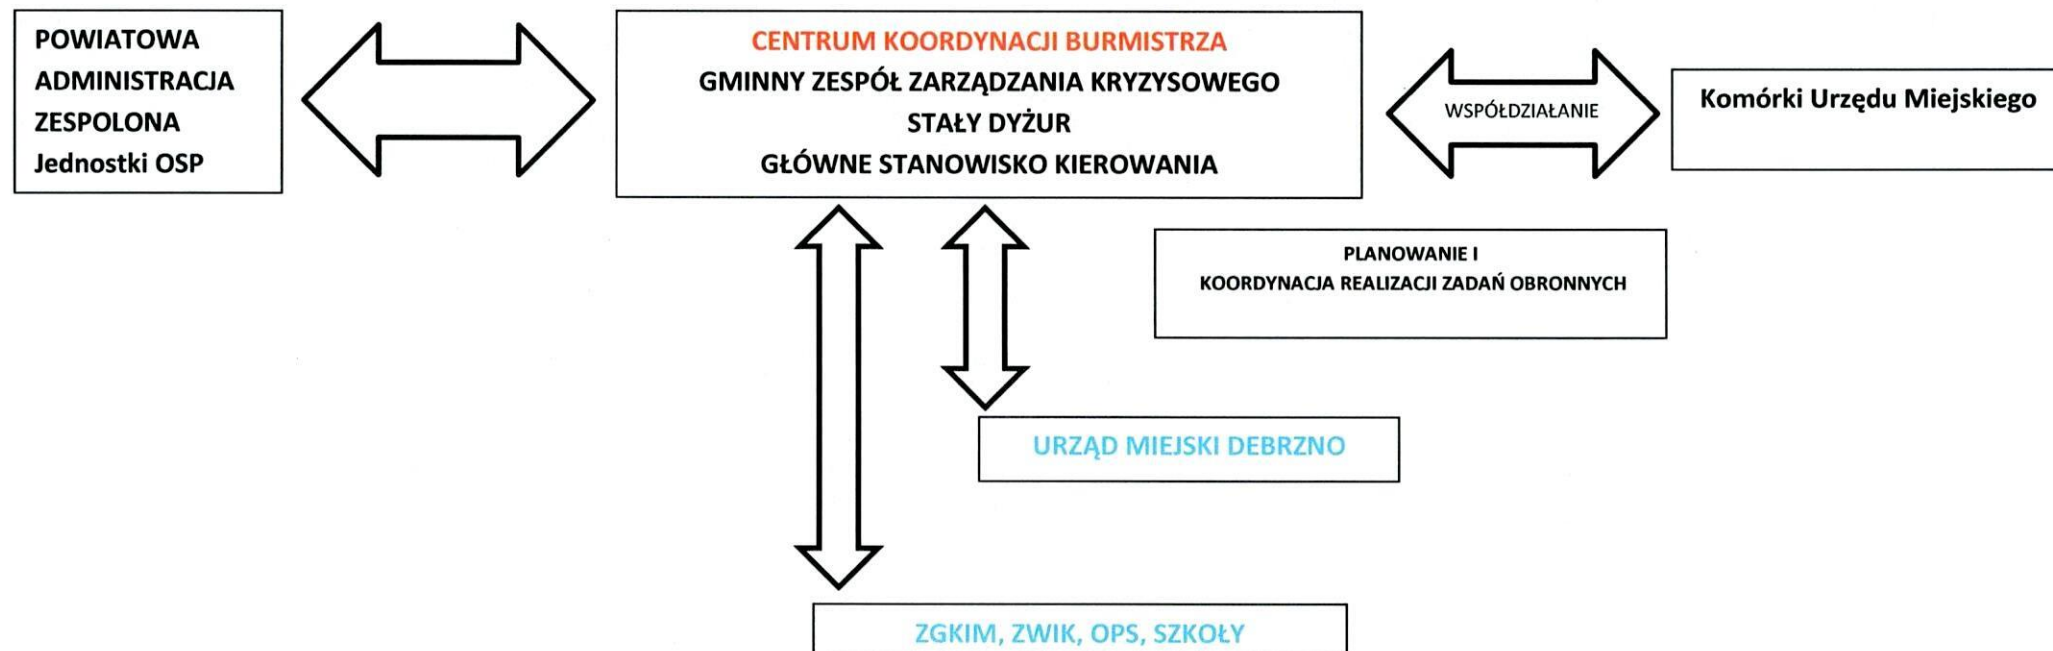 POWIATOWA
ADMINISTRACJA
ZESPOLONA
Jednostki OSP
CENTRUM KOORDYNACJI BURMISTRZA
GMINNY ZESPÓŁ ZARZĄDZANIA KRYZYSOWEGO
STAŁY DYŻUR
GŁÓWNE STANOWISKO KIEROWANIA
WSPÓŁDZIAŁANIE
Komórki Urzędu Miejskiego
PLANOWANIE I
KOORDYNACJA REALIZACJI ZADAŃ OBRONNYCH
URZĄD MIEJSKI DEBRZNO
ZGKIM, ZWIK, OPS, SZKOŁY